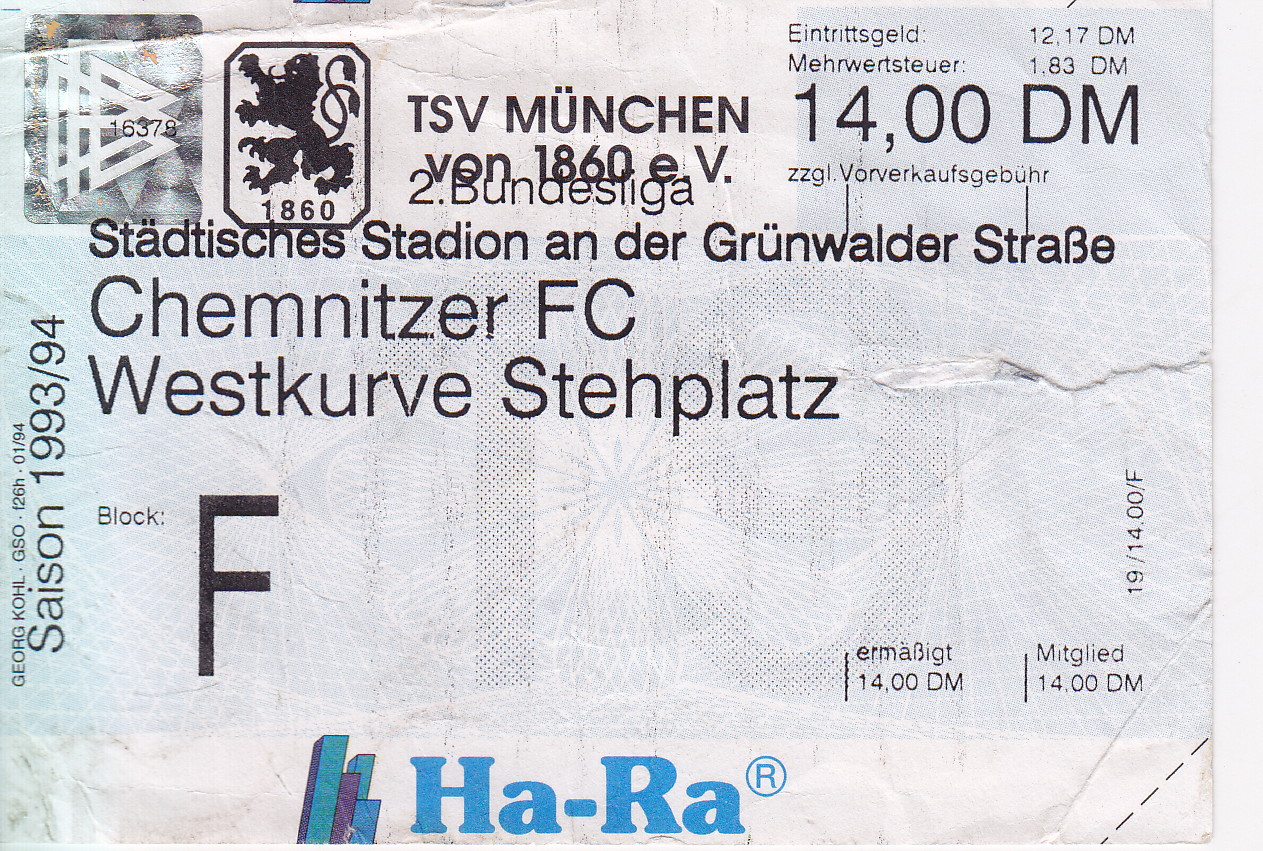 Eintrittsgeld: 12,17 DM
Mehrwertsteuer: 1.83 DM
14,00 DM
zzgl. Vorverkaufsgebühr
16378
1860
TSV MÜNCHEN
von 1860 e.V.
2.Bundesliga
Städtisches Stadion an der Grünwalder Straße
Chemnitzer FC
Westkurve Stehplatz
Saison 1993/94
GEORG KOHL · GSO · f26h · 01/94
Block:
F
19
19 /14.00/F
ermäßigt
14,00 DM
Mitglied
14,00 DM
Ha-Ra®